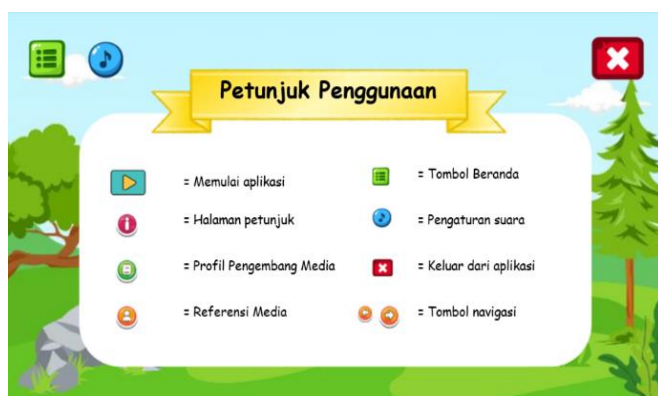 Petunjuk Penggunaan
= Memulai aplikasi
= Halaman petunjuk
= Profil Pengembang Media
= Referensi Media
= Tombol Beranda
= Pengaturan suara
= Keluar dari aplikasi
= Tombol navigasi